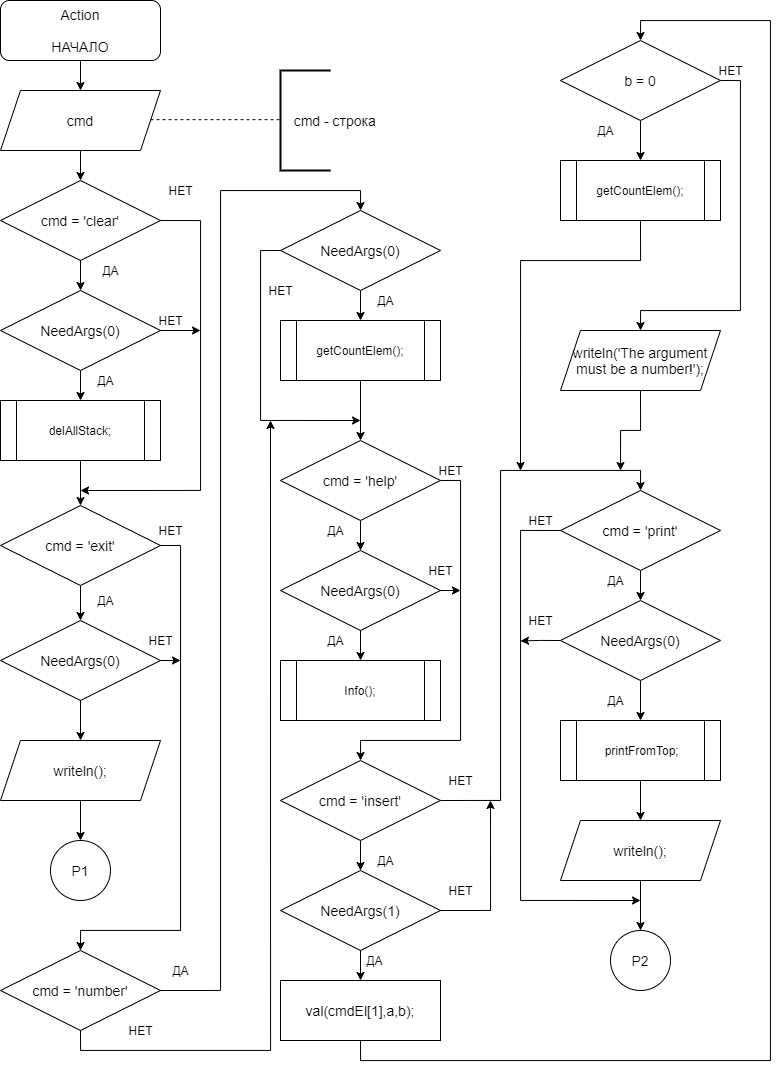 Action
НАЧАЛО
cmd
cmd - строка
НЕТ
cmd = 'clear'
ДА
НЕТ
NeedArgs(0)
ДА
delAllStack;
НЕТ
cmd = 'exit'
ДА
НЕТ
NeedArgs(0)
writeln();
P1
ДА
cmd = 'number'
НЕТ
NeedArgs(0)
НЕТ
ДА
getCountElem();
НЕТ
cmd = 'help'
ДА
НЕТ
NeedArgs(0)
ДА
Info();
НЕТ
cmd = 'insert'
ДА
НЕТ
NeedArgs(1)
ДА
val(cmdEl[1],a,b);
НЕТ
b = 0
ДА
getCountElem();
writeln('The argument
must be a number!');
НЕТ
cmd = 'print'
ДА
НЕТ
NeedArgs(0)
ДА
printFromTop;
writeln();
P2